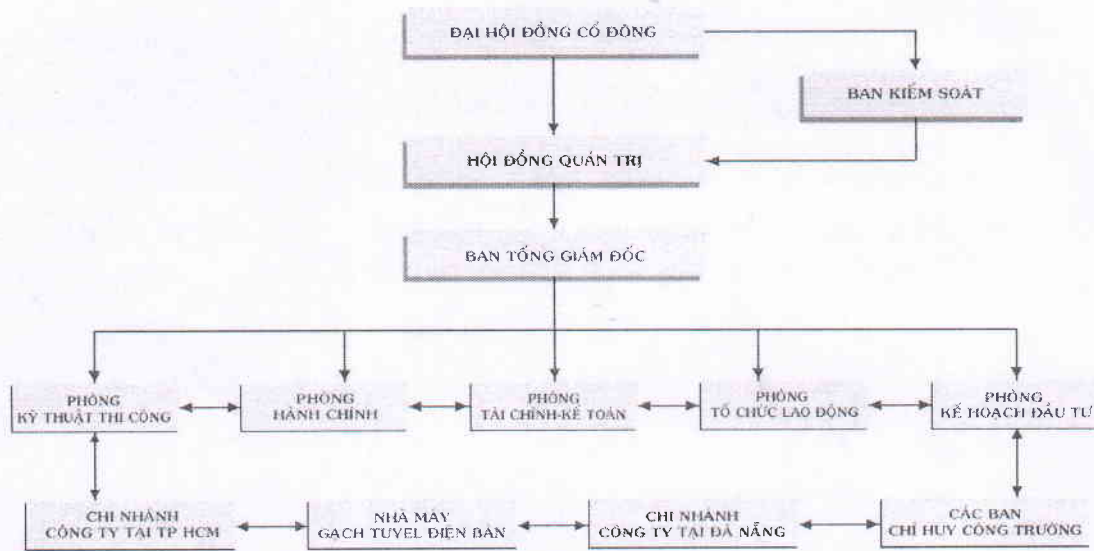 ĐẠI HỘI ĐỒNG CỔ ĐÔNG
BAN KIỂM SOÁT
HỘI ĐỒNG QUẢN TRỊ
BAN TỔNG GIÁM ĐỐC
PHÒNG
KỸ THUẬT THI CÔNG
PHÒNG
HÀNH CHÍNH
PHÒNG
TÀI CHÍNH-KẾ TOÁN
PHÒNG
TỔ CHỨC LAO ĐỘNG
PHÒNG
KẾ HOẠCH ĐẦU TƯ
CHI NHÁNH
CÔNG TY TẠI TP HCM
NHÀ MÁY
GẠCH TUYEL ĐIỆN BÀN
CHI NHÁNH
CÔNG TY TẠI ĐÀ NẴNG
CÁC BAN
CHỈ HUY CÔNG TRƯỜNG